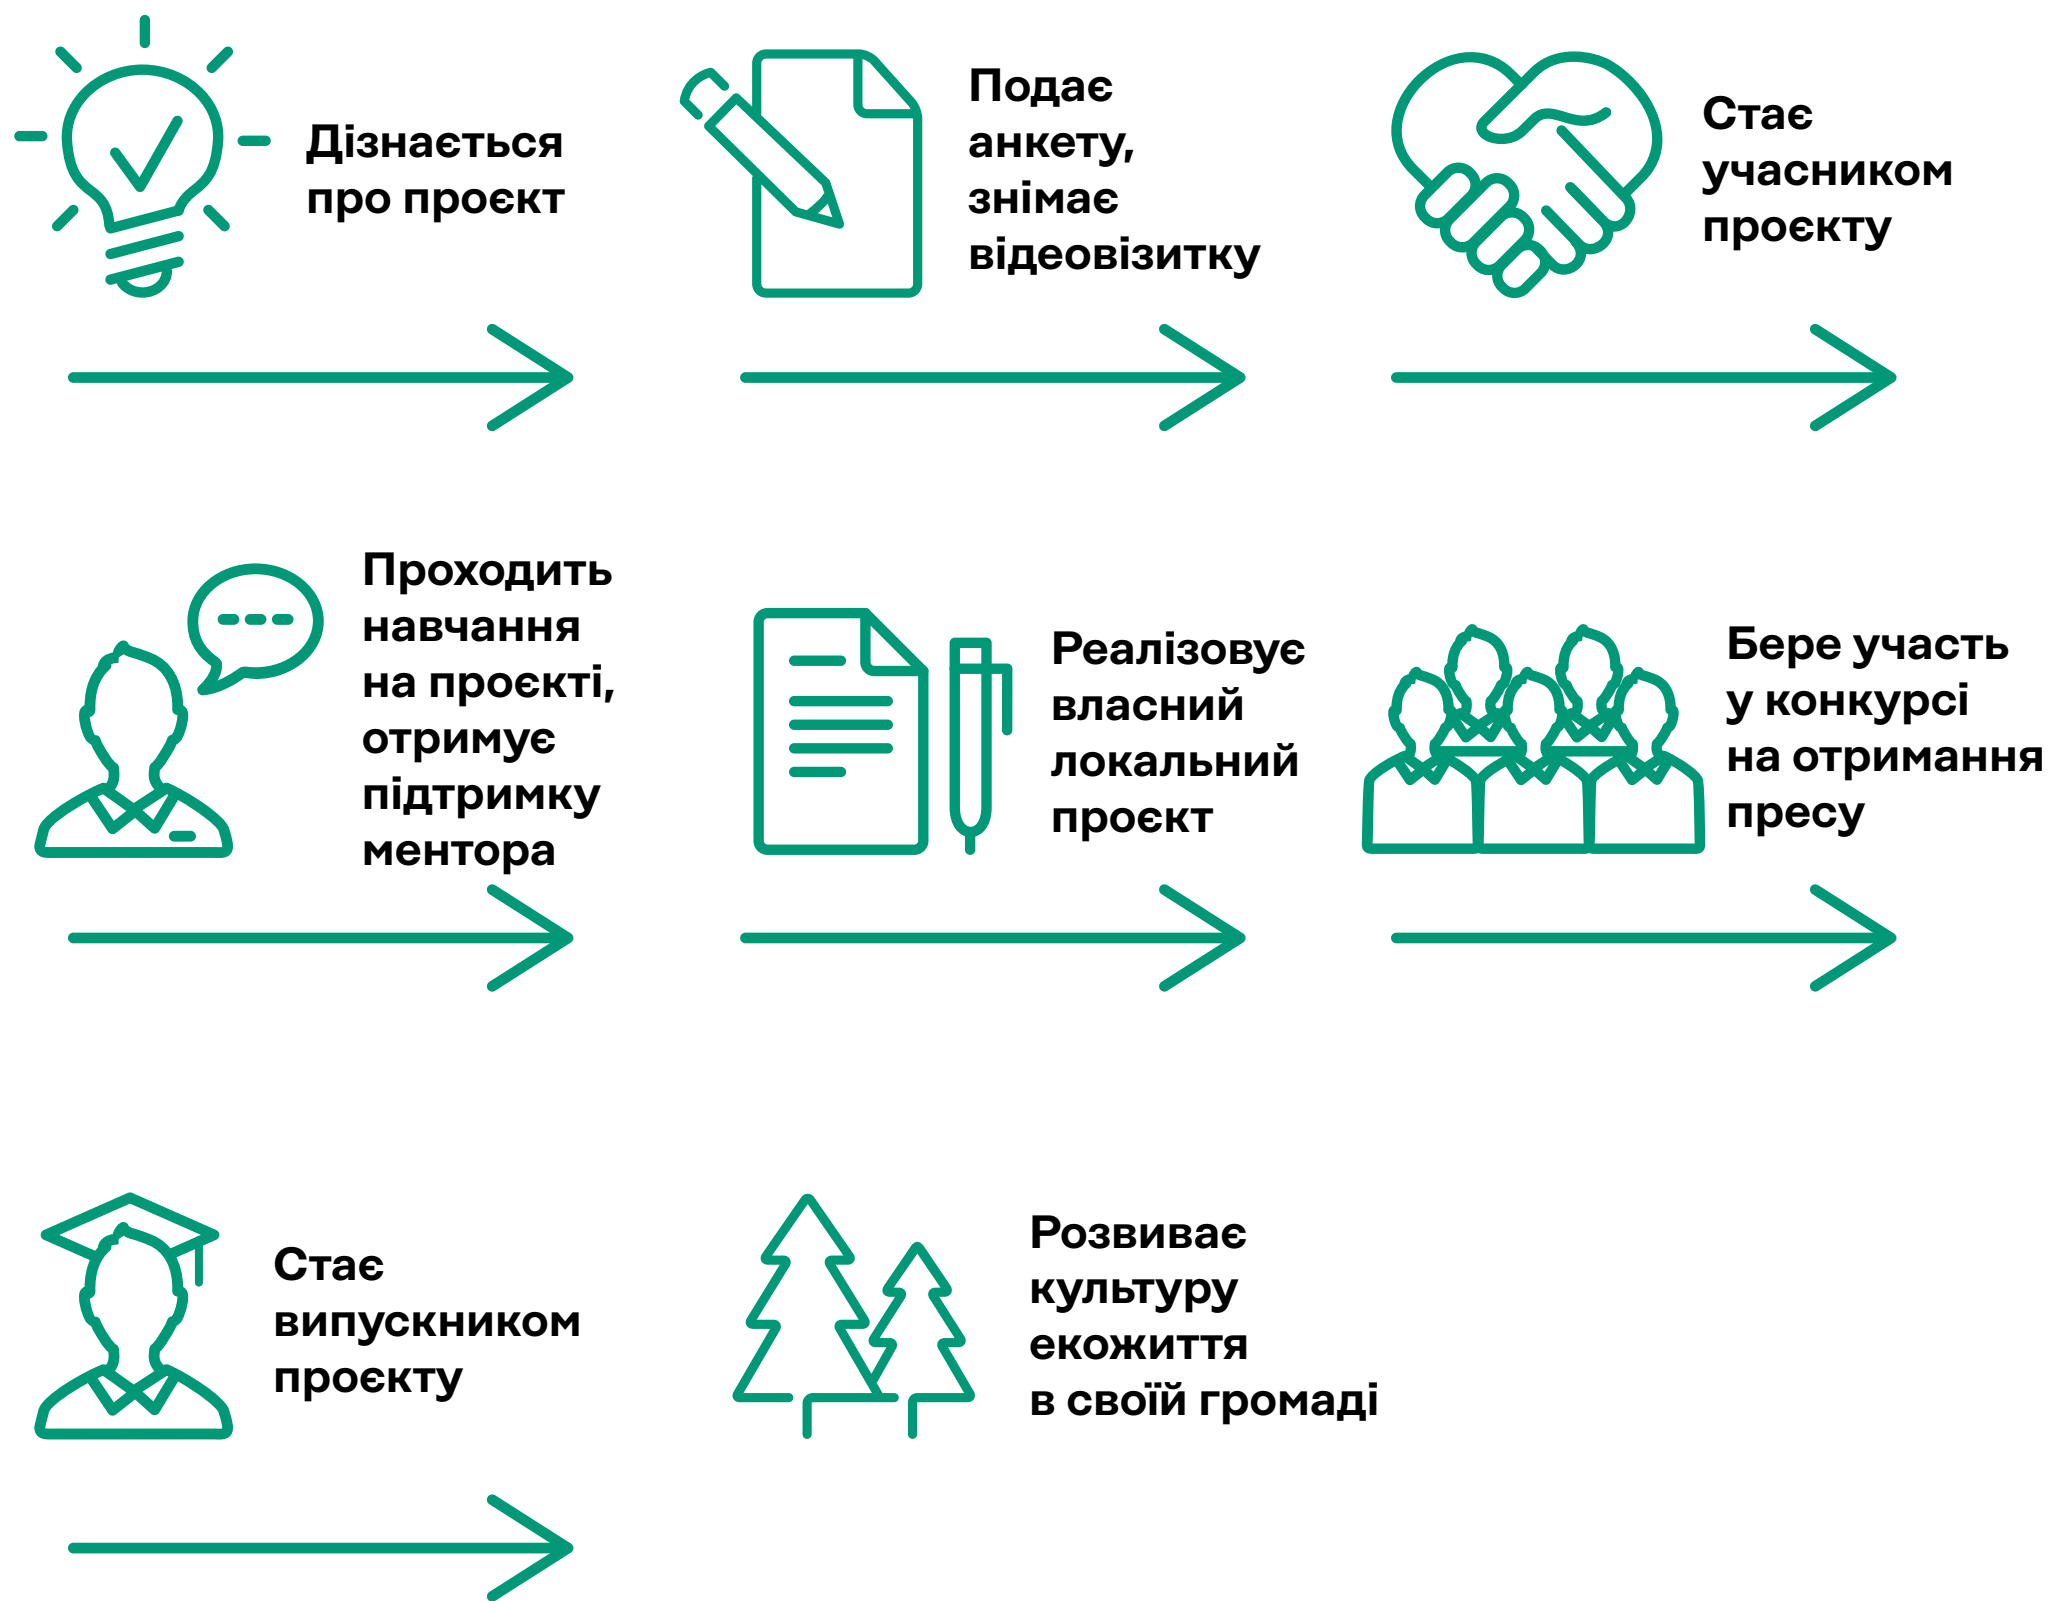 Дізнається
про проєкт
Подає
анкету,
знімає
відеовізитку
Стає
учасником
проєкту
Проходить
навчання
на проєкті,
отримує
підтримку
ментора
Реалізовує
власний
локальний
проєкт
Бере участь
у конкурсі
на отримання
пресу
Стає
випускником
проєкту
Розвиває
культуру
екожиття
в своїй громаді